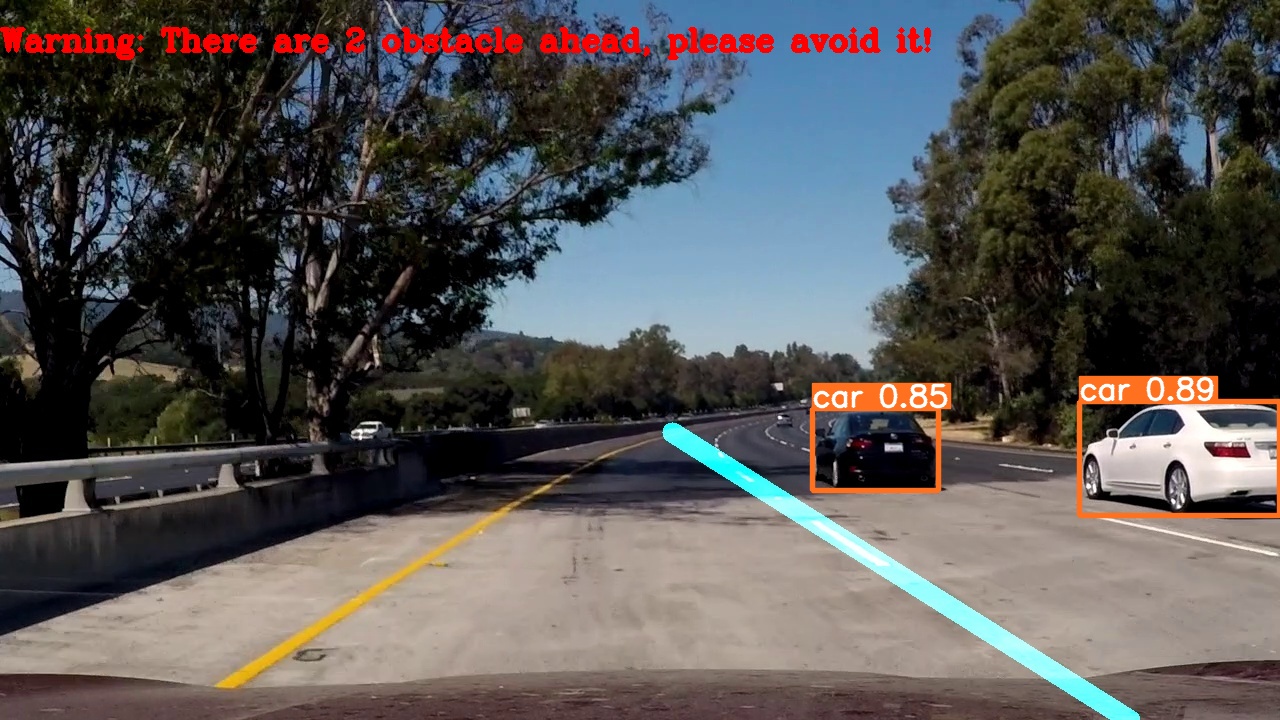 Warning: There are 2 obstacle ahead, please avoid it!
car 0.85
car 0.89